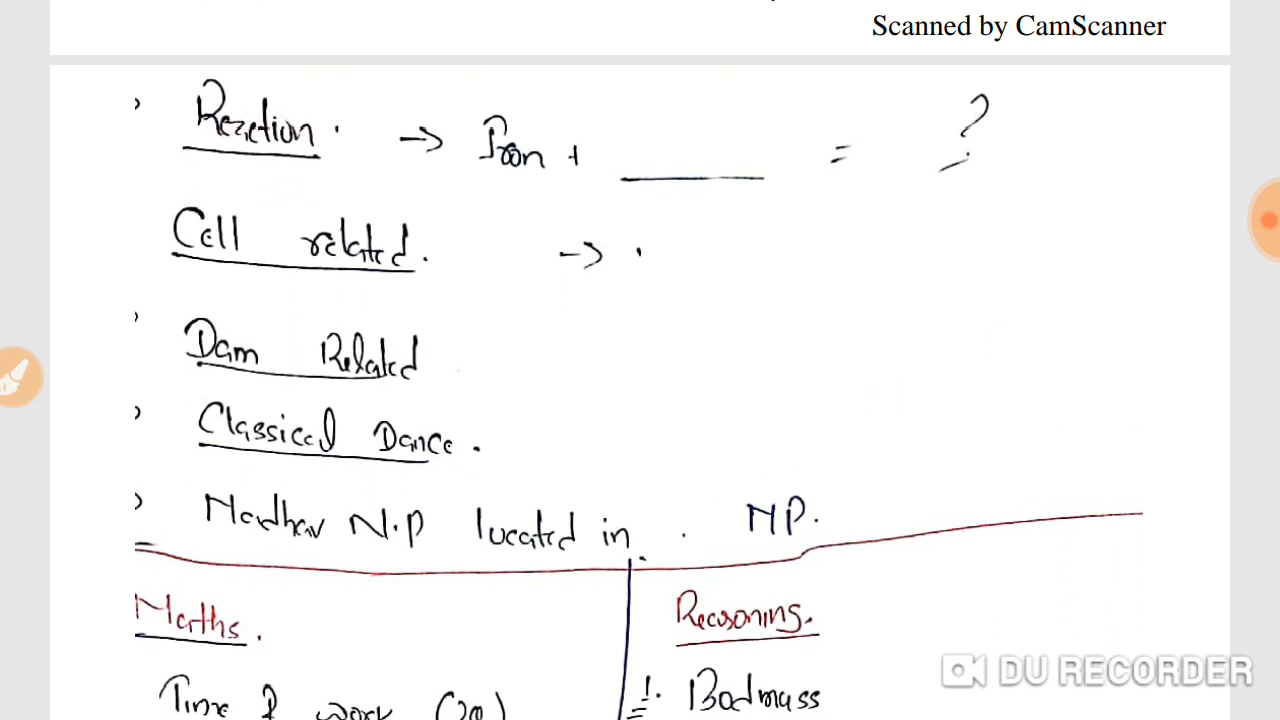 Scanned by CamScanner
Reaction. → Iron + ______ = ?
Cell related. → .
Dam Related
Classical Dance.
Madhav N.P located in. MP.
Maths.
Reasoning.
Time & work (2Q)
1. Bodmass
DU RECORDER